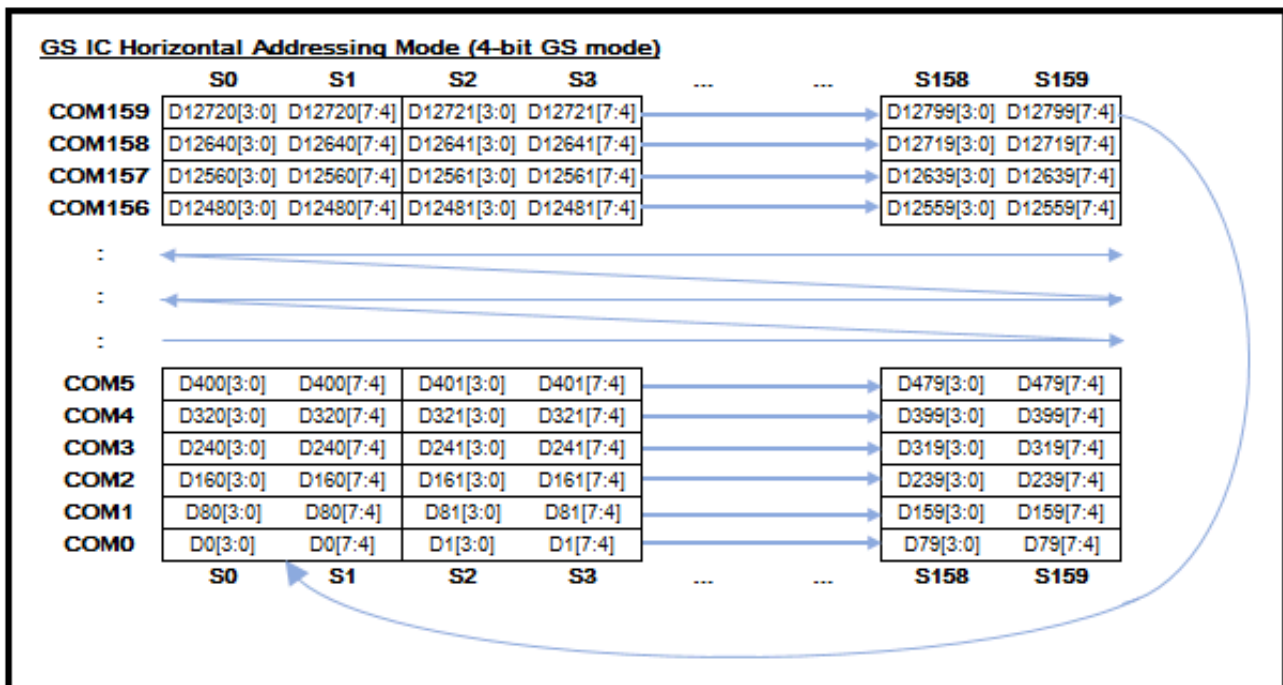 GS IC Horizontal Addressing Mode (4-bit GS mode)
S0 S1 S2 S3 ... ... S158 S159
COM159 D12720[3:0] D12720[7:4] D12721[3:0] D12721[7:4] D12799[3:0] D12799[7:4]
COM158 D12640[3:0] D12640[7:4] D12641[3:0] D12641[7:4] D12719[3:0] D12719[7:4]
COM157 D12560[3:0] D12560[7:4] D12561[3:0] D12561[7:4] D12639[3:0] D12639[7:4]
COM156 D12480[3:0] D12480[7:4] D12481[3:0] D12481[7:4] D12559[3:0] D12559[7:4]
:
:
:
COM5 D400[3:0] D400[7:4] D401[3:0] D401[7:4] D479[3:0] D479[7:4]
COM4 D320[3:0] D320[7:4] D321[3:0] D321[7:4] D399[3:0] D399[7:4]
COM3 D240[3:0] D240[7:4] D241[3:0] D241[7:4] D319[3:0] D319[7:4]
COM2 D160[3:0] D160[7:4] D161[3:0] D161[7:4] D239[3:0] D239[7:4]
COM1 D80[3:0] D80[7:4] D81[3:0] D81[7:4] D159[3:0] D159[7:4]
COM0 D0[3:0] D0[7:4] D1[3:0] D1[7:4] D79[3:0] D79[7:4]
S0 S1 S2 S3 ... ... S158 S159